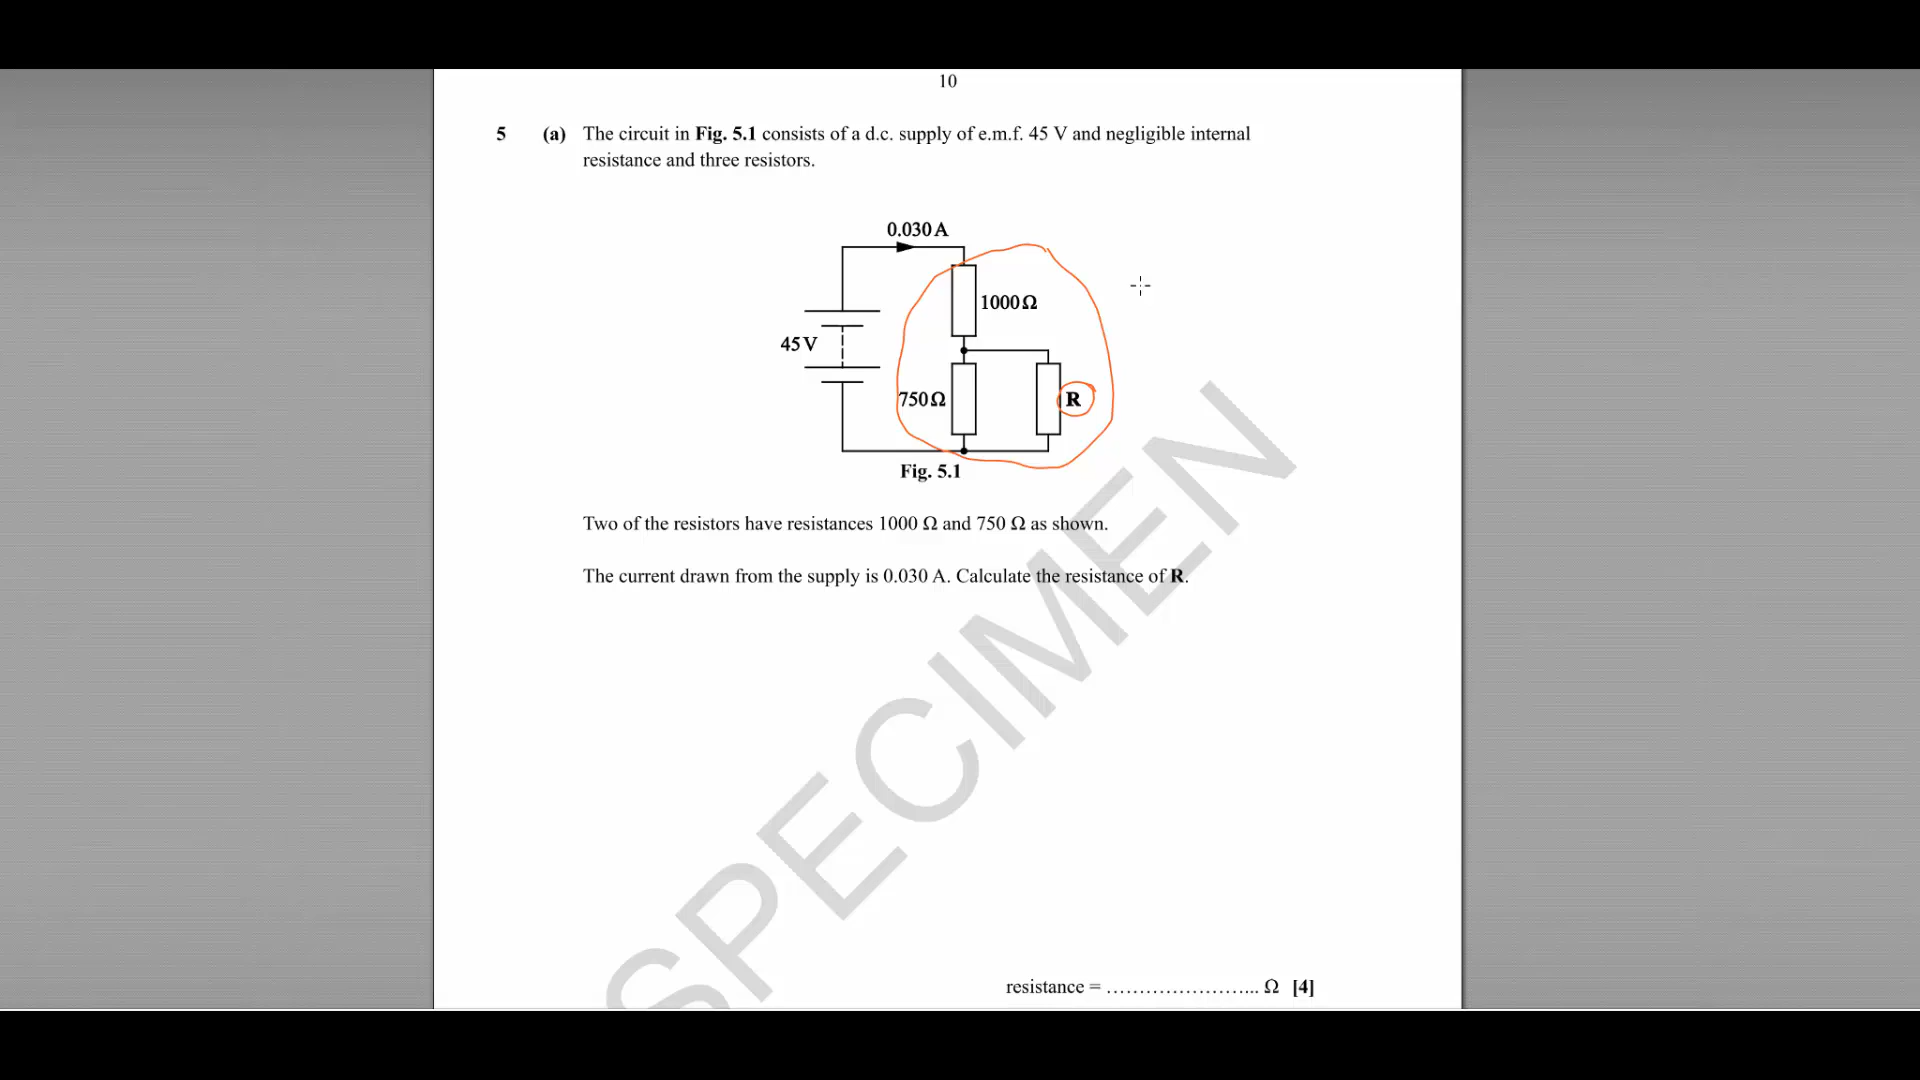 10
5 (a) The circuit in Fig. 5.1 consists of a d.c. supply of e.m.f. 45 V and negligible internal
resistance and three resistors.
0.030 A
1000 Ω
45 V
750 Ω
R
Fig. 5.1
Two of the resistors have resistances 1000 Ω and 750 Ω as shown.
The current drawn from the supply is 0.030 A. Calculate the resistance of R.
SPECIMEN
resistance = ........................ Ω [4]